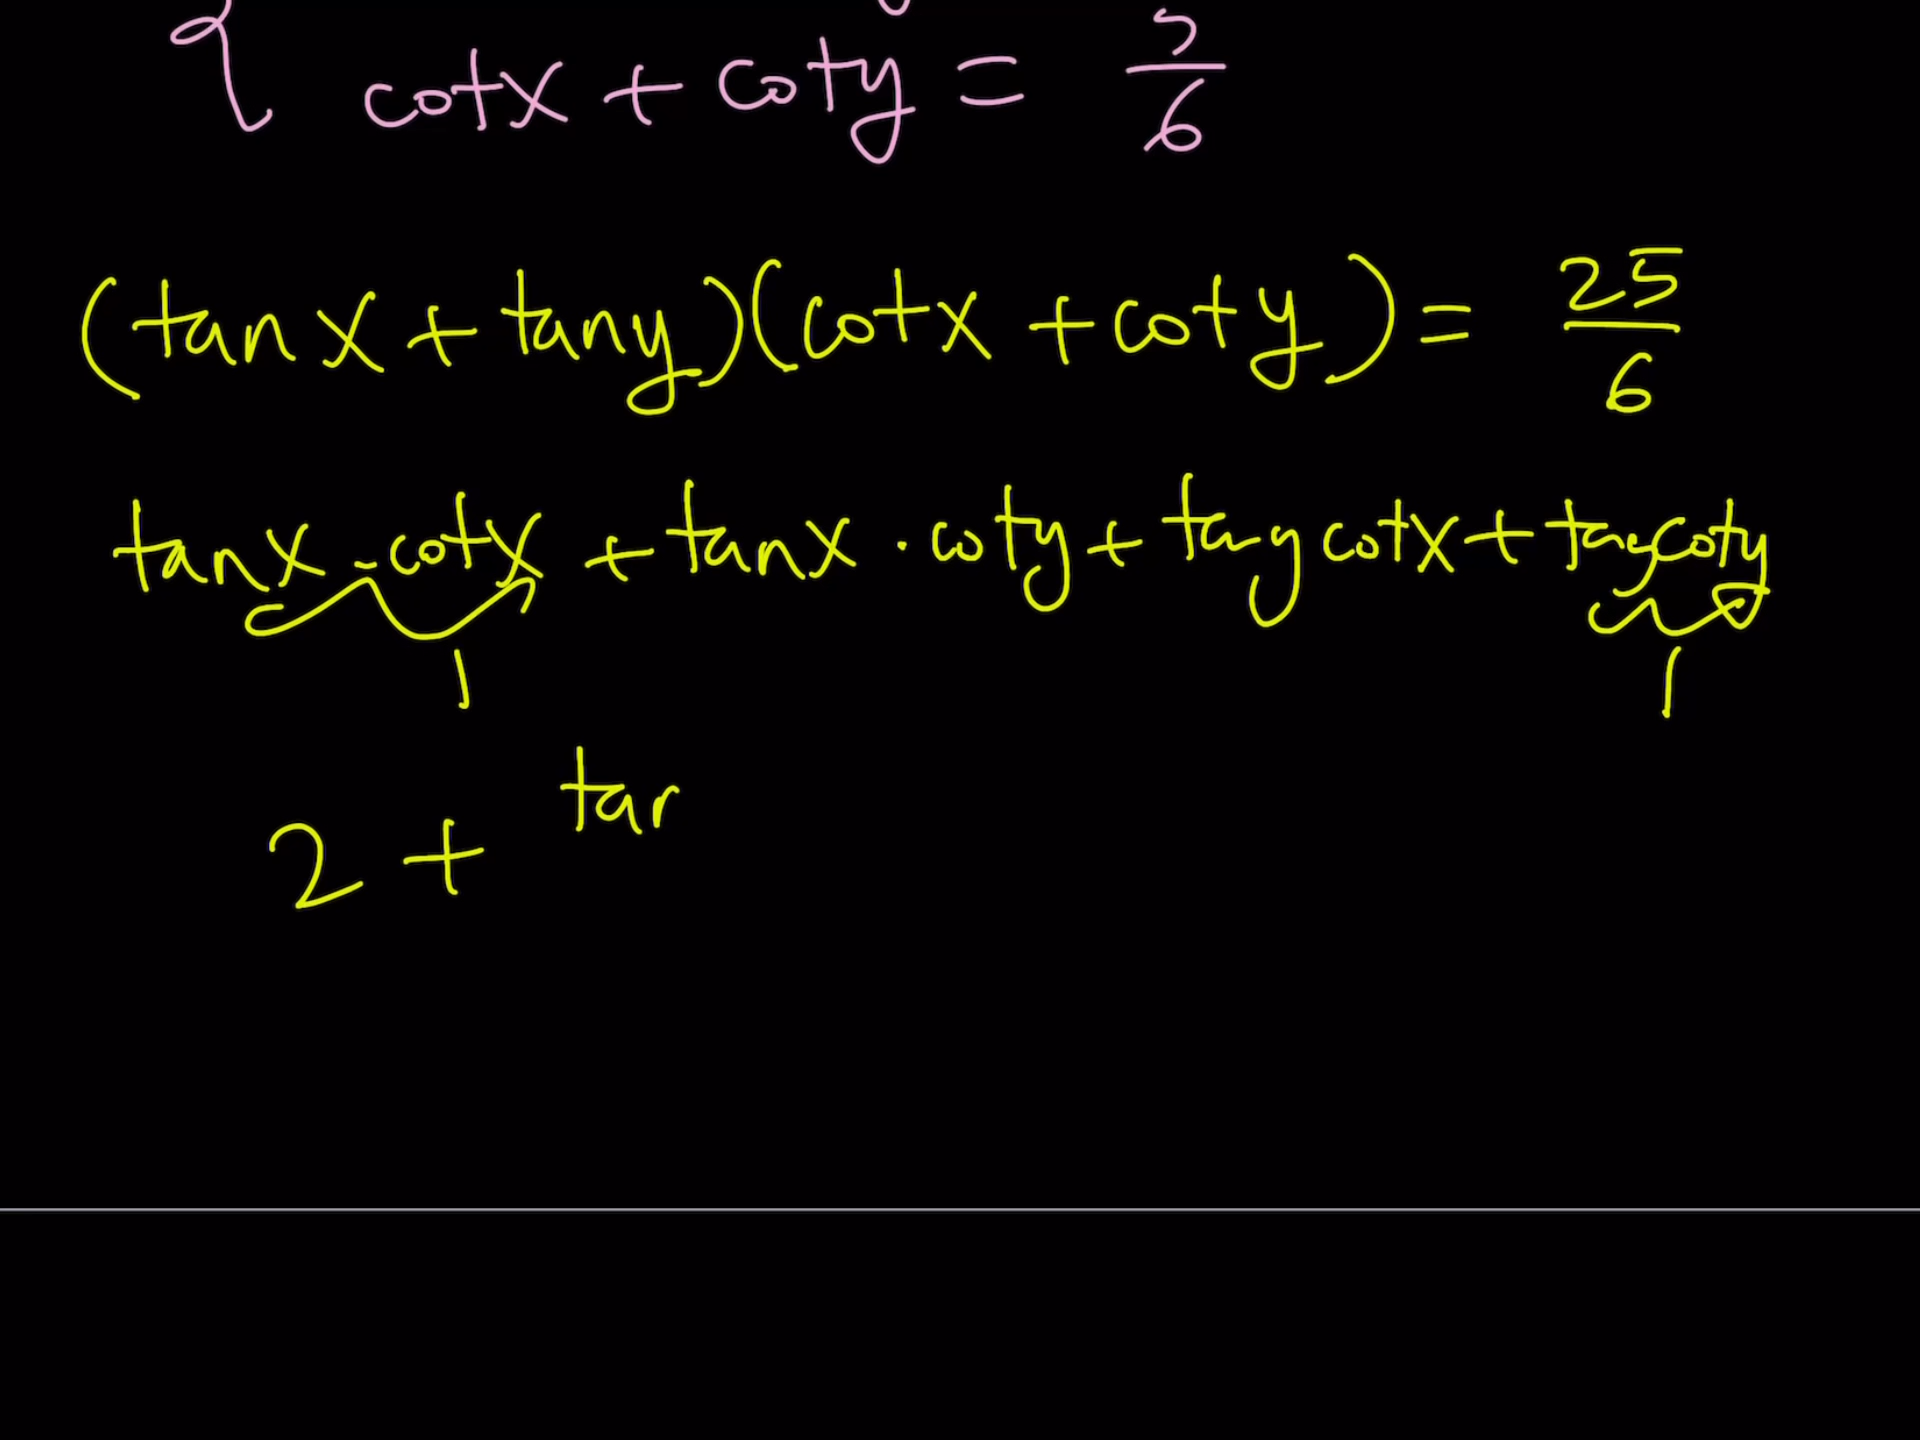 cotx + coty = 5/6
(tanx + tany)(cotx + coty) = 25/6
tanx · cotx + tanx · coty + tany cotx + tany coty
1 1
2 + tan